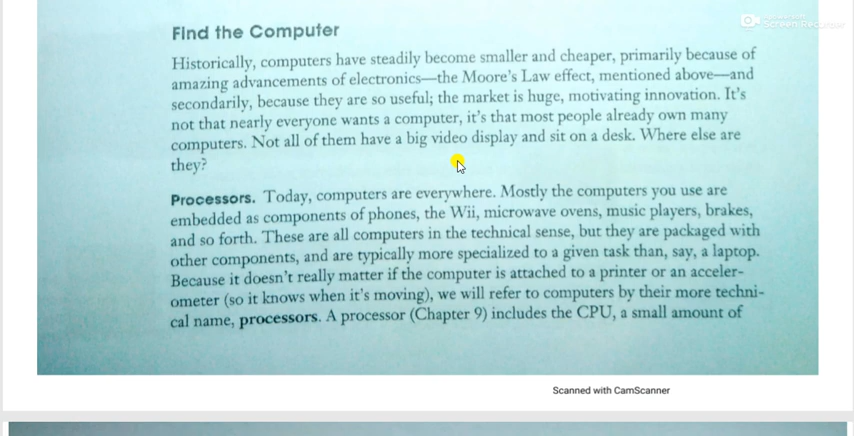 Find the Computer
Screen Recorder
Historically, computers have steadily become smaller and cheaper, primarily because of
amazing advancements of electronics—the Moore's Law effect, mentioned above—and
secondarily, because they are so useful; the market is huge, motivating innovation. It's
not that nearly everyone wants a computer, it's that most people already own many
computers. Not all of them have a big video display and sit on a desk. Where else are
they?
Processors. Today, computers are everywhere. Mostly the computers you use are
embedded as components of phones, the Wii, microwave ovens, music players, brakes,
and so forth. These are all computers in the technical sense, but they are packaged with
other components, and are typically more specialized to a given task than, say, a laptop.
Because it doesn't really matter if the computer is attached to a printer or an acceler-
ometer (so it knows when it's moving), we will refer to computers by their more techni-
cal name, processors. A processor (Chapter 9) includes the CPU, a small amount of
Scanned with CamScanner